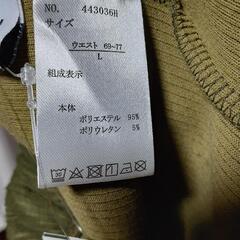 NO. 443036H
サイズ
ウエスト 69~77
L
組成表示
本体
ポリエステル 95%
ポリウレタン 5%